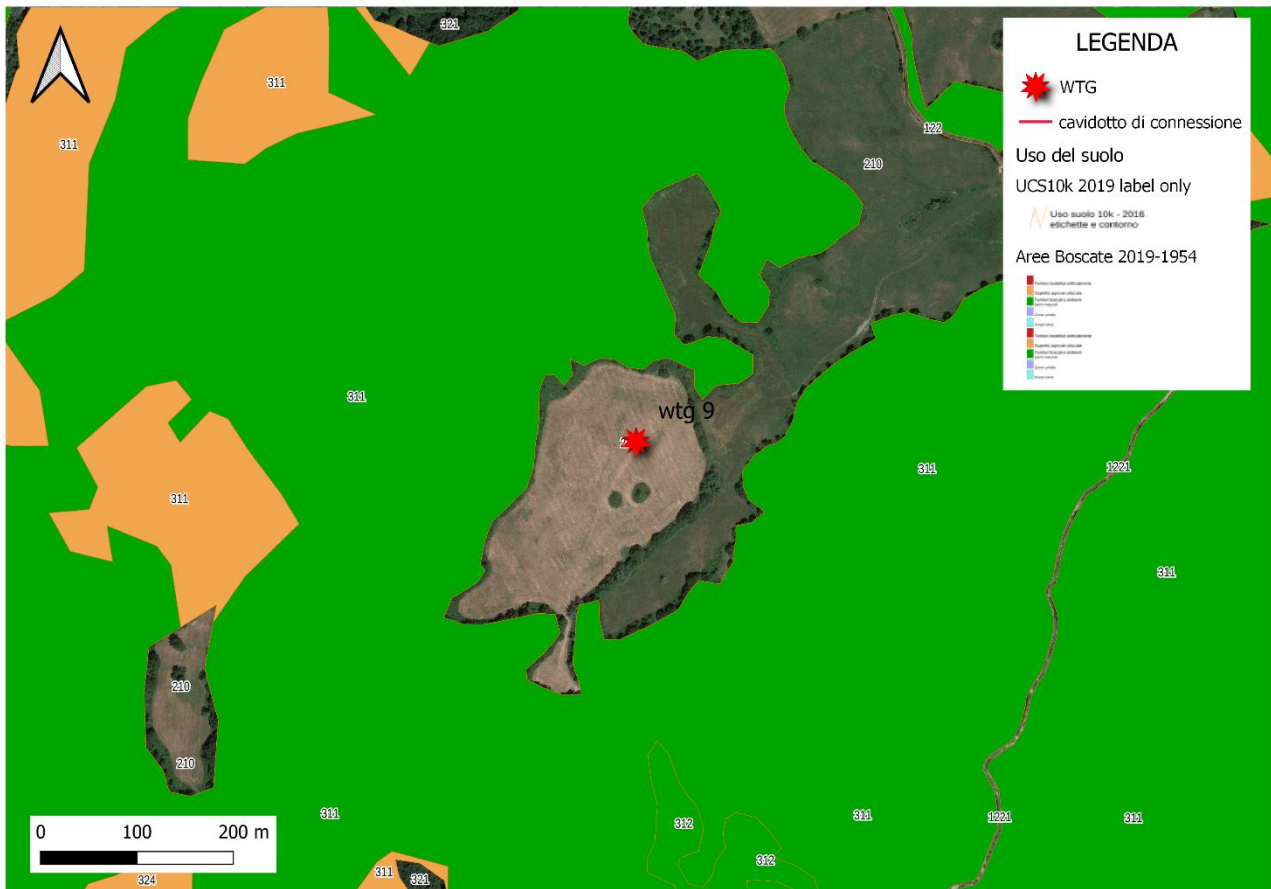 LEGENDA
WTG
cavidotto di connessione
Uso del suolo
UCS10k 2019 label only
Uso suolo 10k - 2016
etichette e contorno
Aree Boscate 2019-1954
321
311
311
122
210
311
wtg 9
311
1221
311
311
210
210
311
312
311
1221
311
312
311
321
324
0 100 200 m